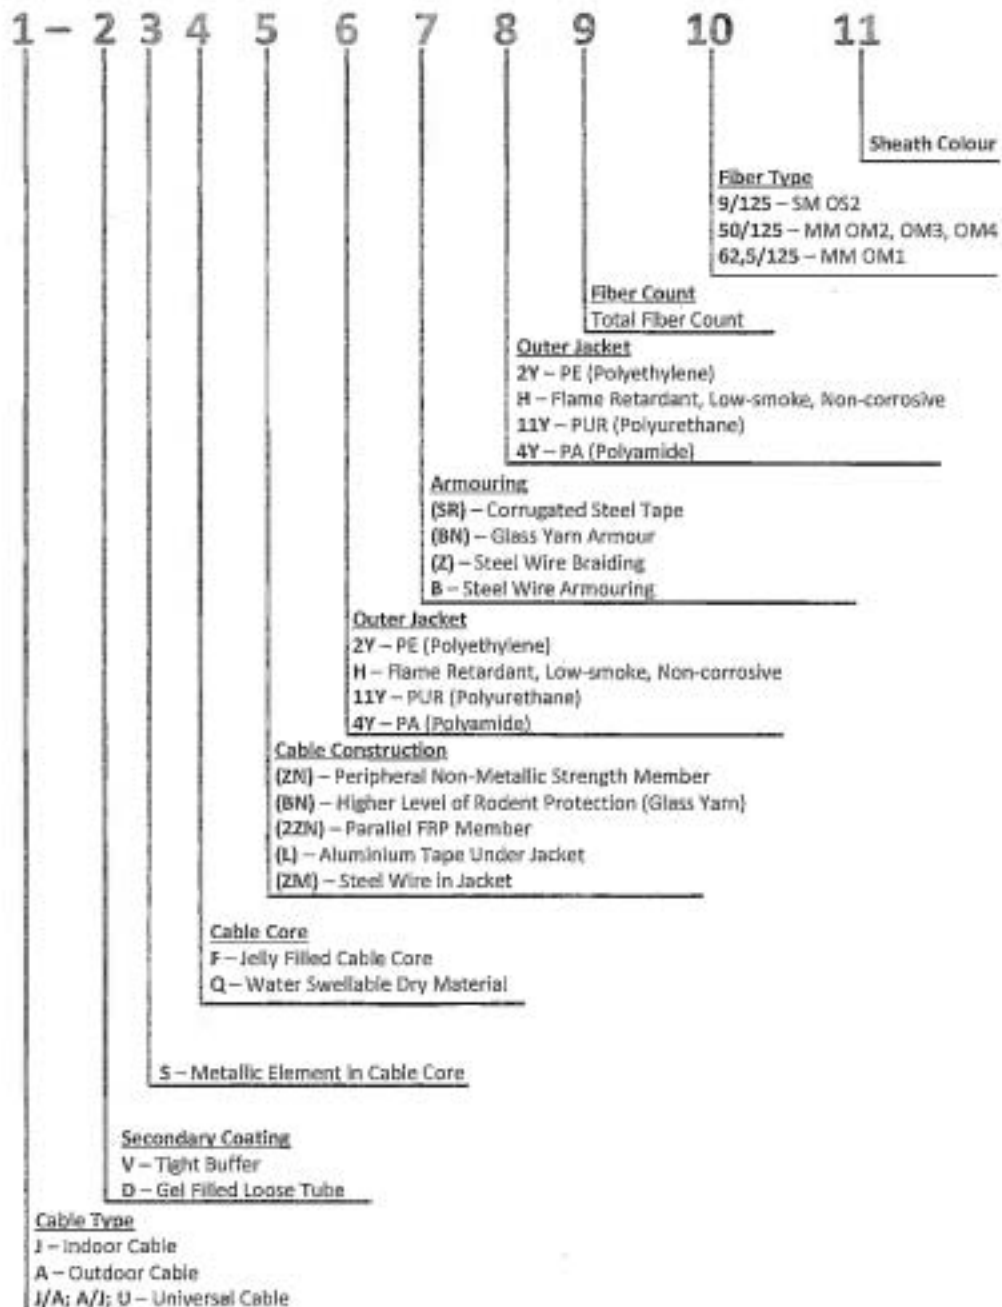 1 – 2 3 4 5 6 7 8 9 10 11
Sheath Colour
Fiber Type
9/125 – SM OS2
50/125 – MM OM2, OM3, OM4
62,5/125 – MM OM1
Fiber Count
Total Fiber Count
Outer Jacket
2Y – PE (Polyethylene)
H – Flame Retardant, Low-smoke, Non-corrosive
11Y – PUR (Polyurethane)
4Y – PA (Polyamide)
Armouring
(SR) – Corrugated Steel Tape
(BN) – Glass Yarn Armour
(Z) – Steel Wire Braiding
B – Steel Wire Armouring
Outer Jacket
2Y – PE (Polyethylene)
H – Flame Retardant, Low-smoke, Non-corrosive
11Y – PUR (Polyurethane)
4Y – PA (Polyamide)
Cable Construction
(ZN) – Peripheral Non-Metallic Strength Member
(BN) – Higher Level of Rodent Protection (Glass Yarn)
(2ZN) – Parallel FRP Member
(L) – Aluminium Tape Under Jacket
(ZM) – Steel Wire in Jacket
Cable Core
F – Jelly Filled Cable Core
Q – Water Swellable Dry Material
S – Metallic Element in Cable Core
Secondary Coating
V – Tight Buffer
D – Gel Filled Loose Tube
Cable Type
J – Indoor Cable
A – Outdoor Cable
J/A; A/J; U – Universal Cable